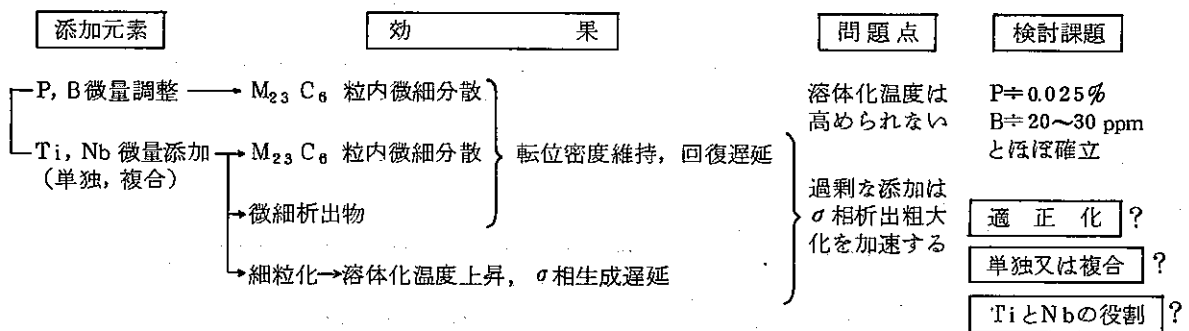 添加元素 効果 問題点 検討課題
P, B微量調整 → M₂₃C₆ 粒内微細分散
Ti, Nb 微量添加 → M₂₃C₆ 粒内微細分散
(単独, 複合)
→微細析出物
→細粒化→溶体化温度上昇, σ相生成遅延
転位密度維持, 回復遅延
溶体化温度は
高められない
過剰な添加は
σ相析出粗大
化を加速する
P≑0.025%
B≑20〜30 ppm
とほぼ確立
適正化?
単独又は複合?
TiとNbの役割?